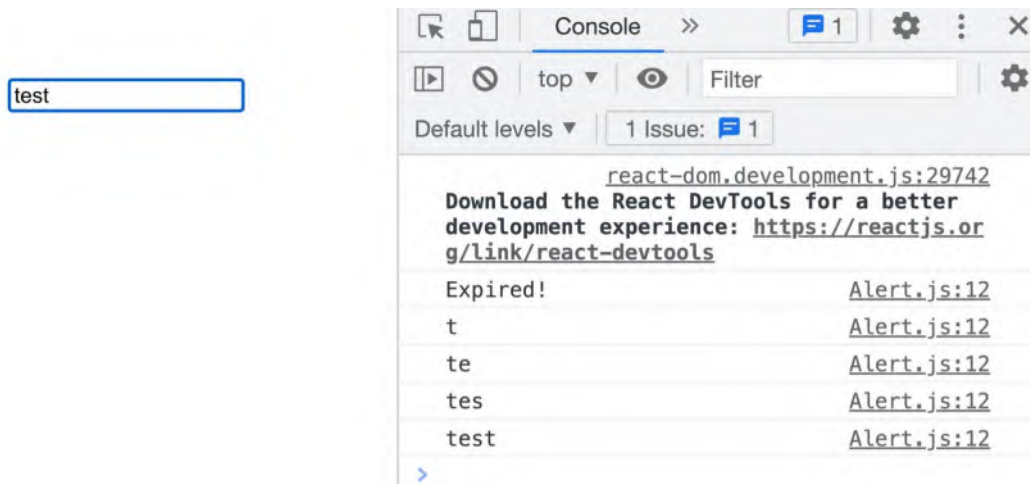 test
Console » 1
top ▼ Filter
Default levels ▼ 1 Issue: 1
react-dom.development.js:29742
Download the React DevTools for a better
development experience: https://reactjs.or
g/link/react-devtools
Expired! Alert.js:12
t Alert.js:12
te Alert.js:12
tes Alert.js:12
test Alert.js:12
>